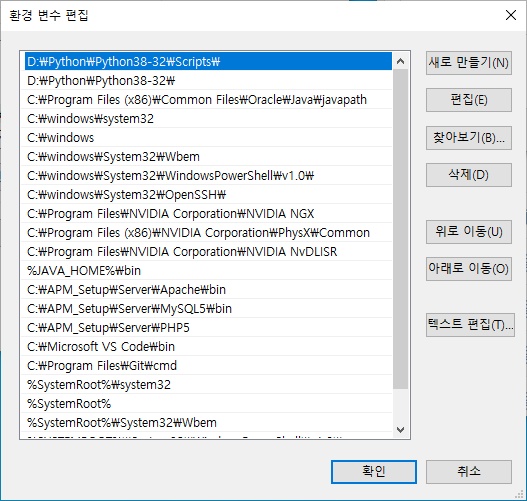 환경 변수 편집
D:₩Python₩Python38-32₩Scripts₩
D:₩Python₩Python38-32₩
C:₩Program Files (x86)₩Common Files₩Oracle₩Java₩javapath
C:₩windows₩system32
C:₩windows
C:₩windows₩System32₩Wbem
C:₩windows₩System32₩WindowsPowerShell₩v1.0₩
C:₩windows₩System32₩OpenSSH₩
C:₩Program Files₩NVIDIA Corporation₩NVIDIA NGX
C:₩Program Files (x86)₩NVIDIA Corporation₩PhysX₩Common
C:₩Program Files₩NVIDIA Corporation₩NVIDIA NvDLISR
%JAVA_HOME%₩bin
C:₩APM_Setup₩Server₩Apache₩bin
C:₩APM_Setup₩Server₩MySQL5₩bin
C:₩APM_Setup₩Server₩PHP5
C:₩Microsoft VS Code₩bin
C:₩Program Files₩Git₩cmd
%SystemRoot%₩system32
%SystemRoot%
%SystemRoot%₩System32₩Wbem
새로 만들기(N)
편집(E)
찾아보기(B)...
삭제(D)
위로 이동(U)
아래로 이동(O)
텍스트 편집(T)...
확인
취소